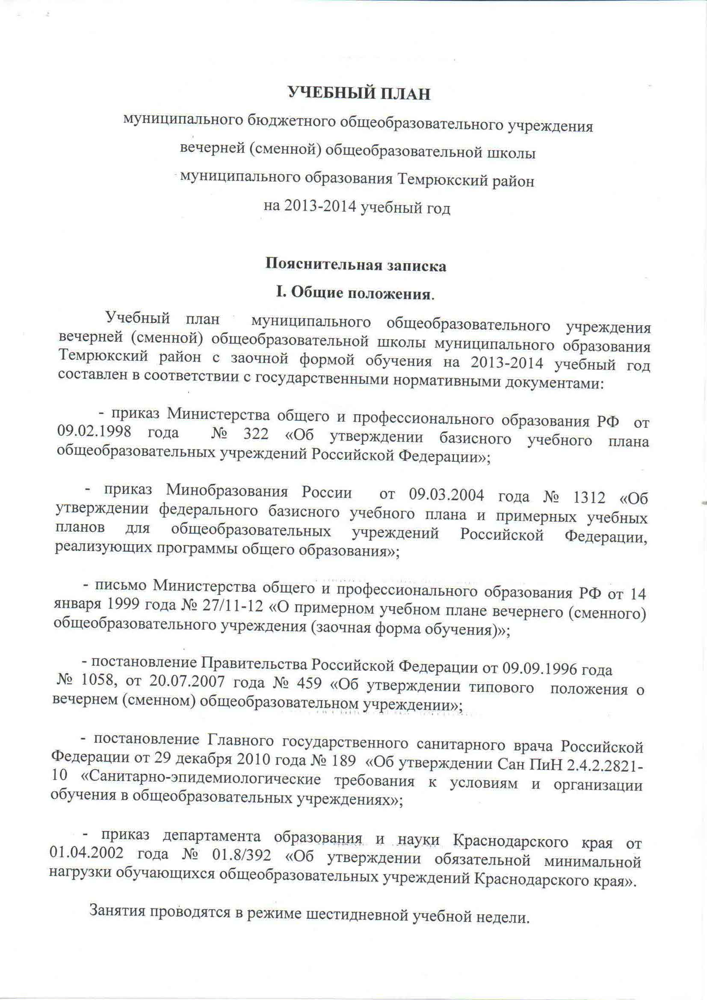 УЧЕБНЫЙ ПЛАН
муниципального бюджетного общеобразовательного учреждения
вечерней (сменной) общеобразовательной школы
муниципального образования Темрюкский район
на 2013-2014 учебный год
Пояснительная записка
I. Общие положения.
Учебный план муниципального общеобразовательного учреждения
вечерней (сменной) общеобразовательной школы муниципального образования
Темрюкский район с заочной формой обучения на 2013-2014 учебный год
составлен в соответствии с государственными нормативными документами:
- приказ Министерства общего и профессионального образования РФ от
09.02.1998 года № 322 «Об утверждении базисного учебного плана
общеобразовательных учреждений Российской Федерации»;
- приказ Минобразования России от 09.03.2004 года № 1312 «Об
утверждении федерального базисного учебного плана и примерных учебных
планов для общеобразовательных учреждений Российской Федерации,
реализующих программы общего образования»;
- письмо Министерства общего и профессионального образования РФ от 14
января 1999 года № 27/11-12 «О примерном учебном плане вечернего (сменного)
общеобразовательного учреждения (заочная форма обучения)»;
- постановление Правительства Российской Федерации от 09.09.1996 года
№ 1058, от 20.07.2007 года № 459 «Об утверждении типового положения о
вечернем (сменном) общеобразовательном учреждении»;
- постановление Главного государственного санитарного врача Российской
Федерации от 29 декабря 2010 года № 189 «Об утверждении Сан ПиН 2.4.2.2821-
10 «Санитарно-эпидемиологические требования к условиям и организации
обучения в общеобразовательных учреждениях»;
- приказ департамента образования и науки Краснодарского края от
01.04.2002 года № 01.8/392 «Об утверждении обязательной минимальной
нагрузки обучающихся общеобразовательных учреждений Краснодарского края».
Занятия проводятся в режиме шестидневной учебной недели.